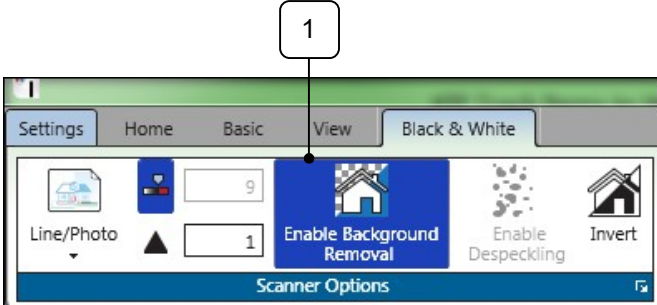 1
Settings Home Basic View Black & White
9
Line/Photo 1 Enable Background Removal Enable Despeckling Invert
Scanner Options